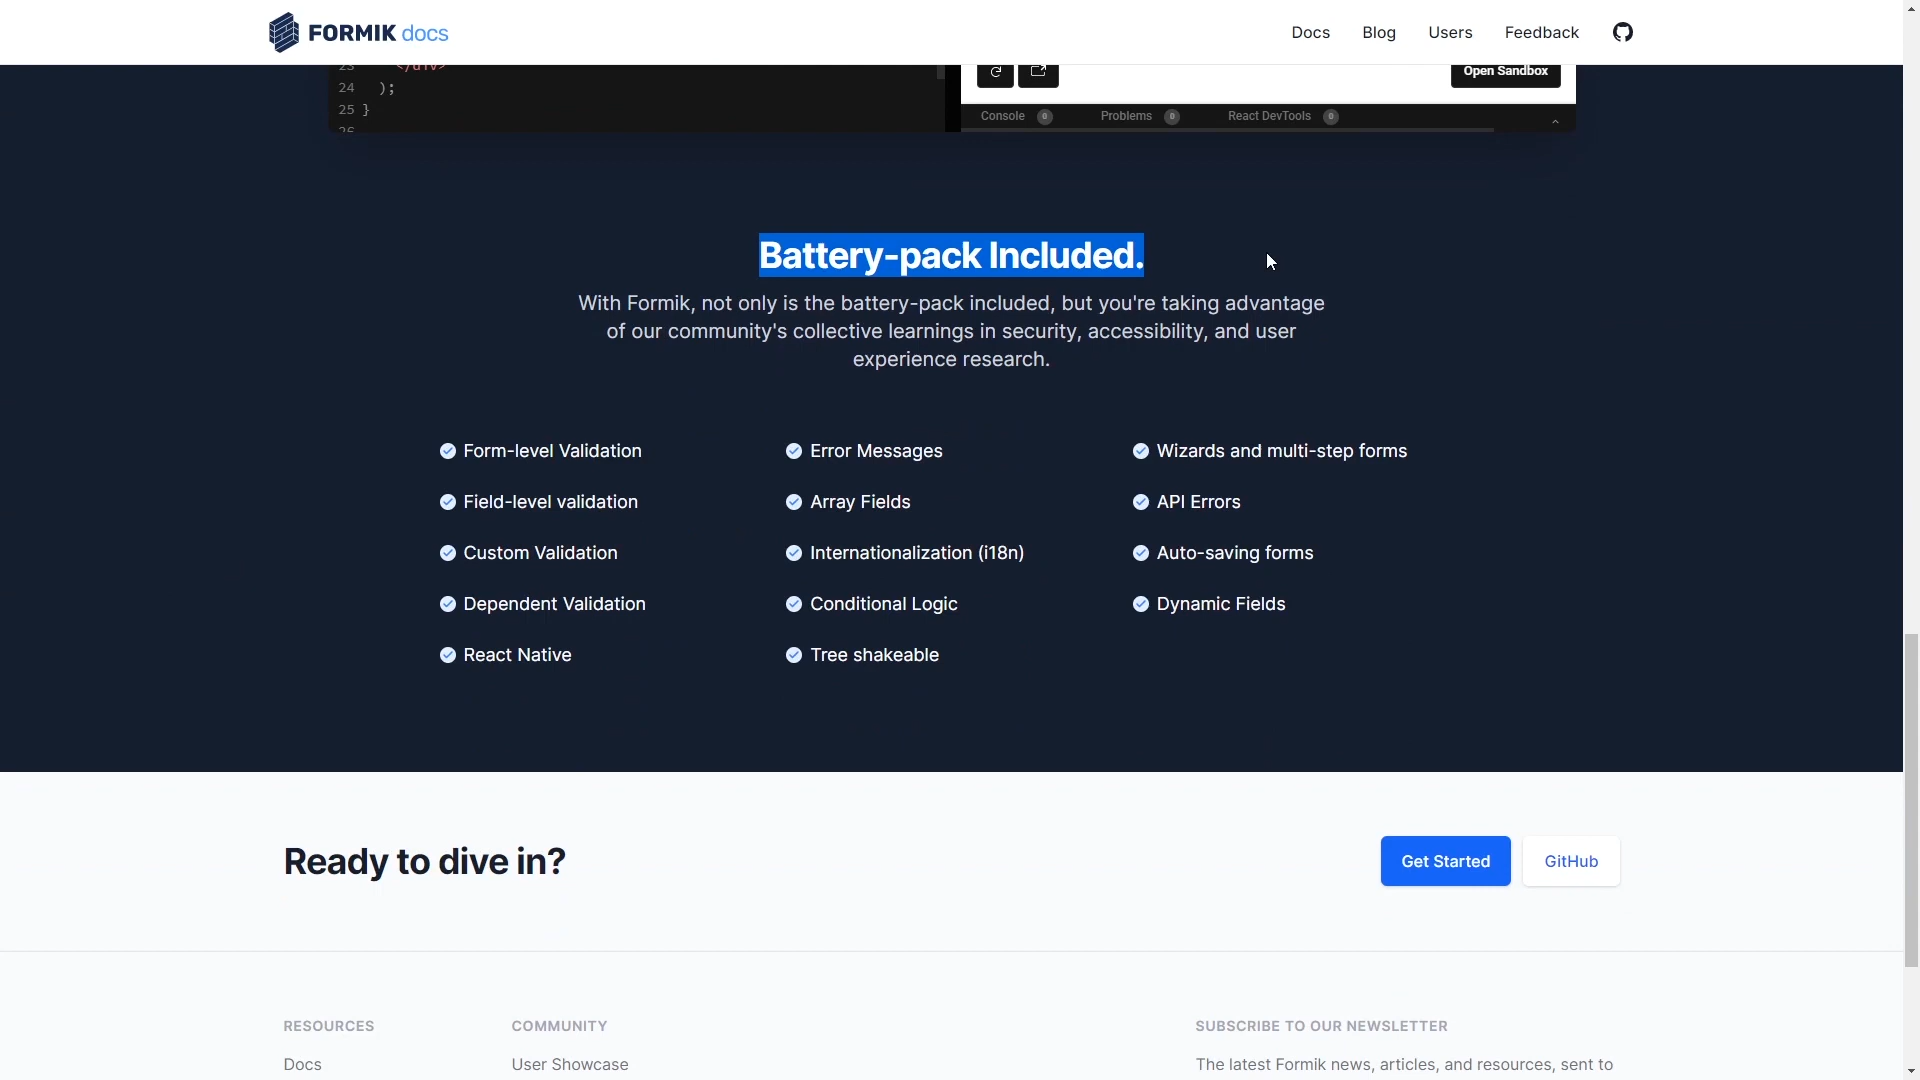 FORMIK docs
Docs
Blog
Users
Feedback
23 </div>
24 );
25 }
26
Open Sandbox
Console 0
Problems 0
React DevTools 0
Battery-pack Included.
With Formik, not only is the battery-pack included, but you're taking advantage
of our community's collective learnings in security, accessibility, and user
experience research.
Form-level Validation
Error Messages
Wizards and multi-step forms
Field-level validation
Array Fields
API Errors
Custom Validation
Internationalization (i18n)
Auto-saving forms
Dependent Validation
Conditional Logic
Dynamic Fields
React Native
Tree shakeable
Ready to dive in?
Get Started
GitHub
RESOURCES
COMMUNITY
SUBSCRIBE TO OUR NEWSLETTER
Docs
User Showcase
The latest Formik news, articles, and resources, sent to